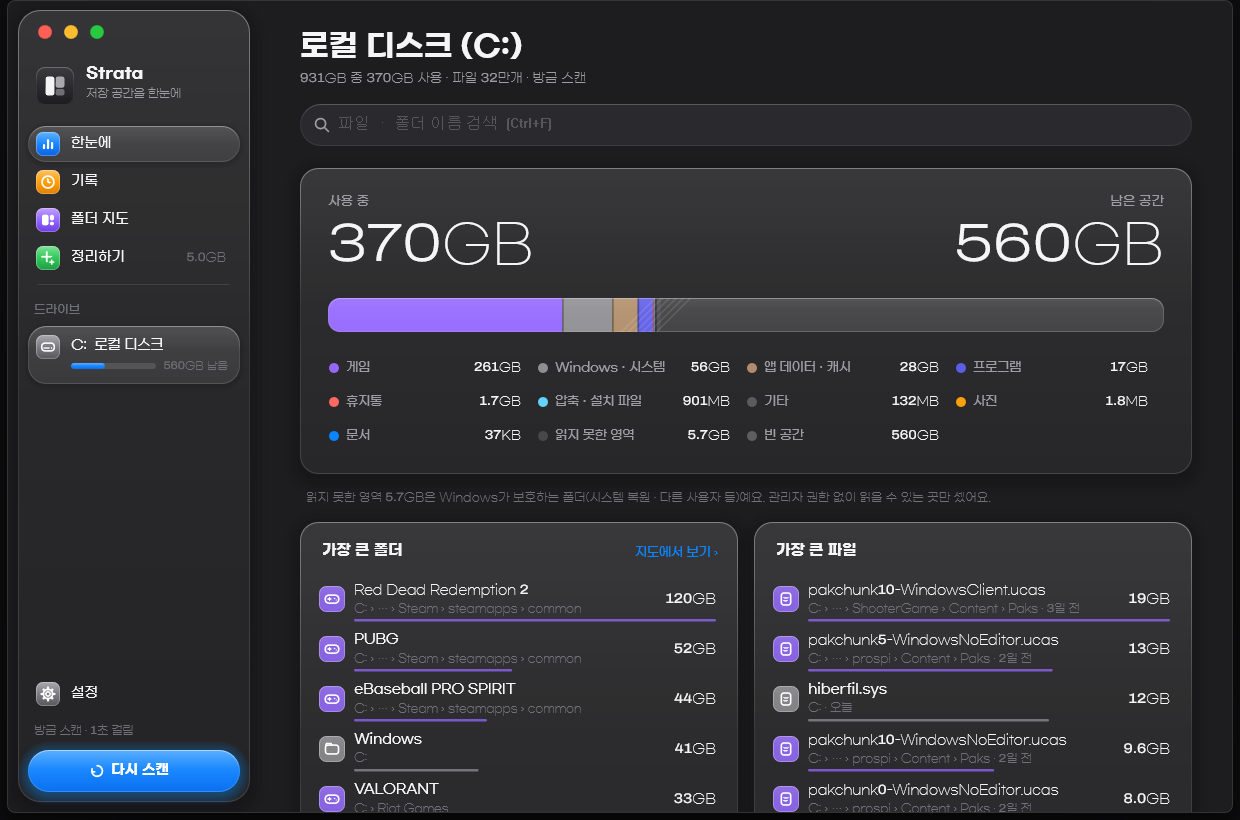 Strata
저장 공간을 한눈에
한눈에
기록
폴더 지도
정리하기 5.0GB
드라이브
C: 로컬 디스크
560GB 남음
설정
방금 스캔 · 1초 걸림
다시 스캔
로컬 디스크 (C:)
931GB 중 370GB 사용 · 파일 32만개 · 방금 스캔
파일 · 폴더 이름 검색 (Ctrl+F)
사용 중 남은 공간
370GB 560GB
게임 261GB Windows · 시스템 56GB 앱 데이터 · 캐시 28GB 프로그램 17GB
휴지통 1.7GB 압축 · 설치 파일 901MB 기타 132MB 사진 1.8MB
문서 37KB 읽지 못한 영역 5.7GB 빈 공간 560GB
읽지 못한 영역 5.7GB은 Windows가 보호하는 폴더(시스템 복원 · 다른 사용자 등)예요. 관리자 권한 없이 읽을 수 있는 곳만 셌어요.
가장 큰 폴더 지도에서 보기 ›
Red Dead Redemption 2 120GB
C: › ··· › Steam › steamapps › common
PUBG 52GB
C: › ··· › Steam › steamapps › common
eBaseball PRO SPIRIT 44GB
C: › ··· › Steam › steamapps › common
Windows 41GB
C:
VALORANT 33GB
C: › Riot Games
가장 큰 파일
pakchunk10-WindowsClient.ucas 19GB
C: › ··· › ShooterGame › Content › Paks · 3일 전
pakchunk5-WindowsNoEditor.ucas 13GB
C: › ··· › prospi › Content › Paks · 2일 전
hiberfil.sys 12GB
C: · 오늘
pakchunk10-WindowsNoEditor.ucas 9.6GB
C: › ··· › prospi › Content › Paks · 2일 전
pakchunk0-WindowsNoEditor.ucas 8.0GB
C: › ··· › prospi › Content › Paks · 2일 전